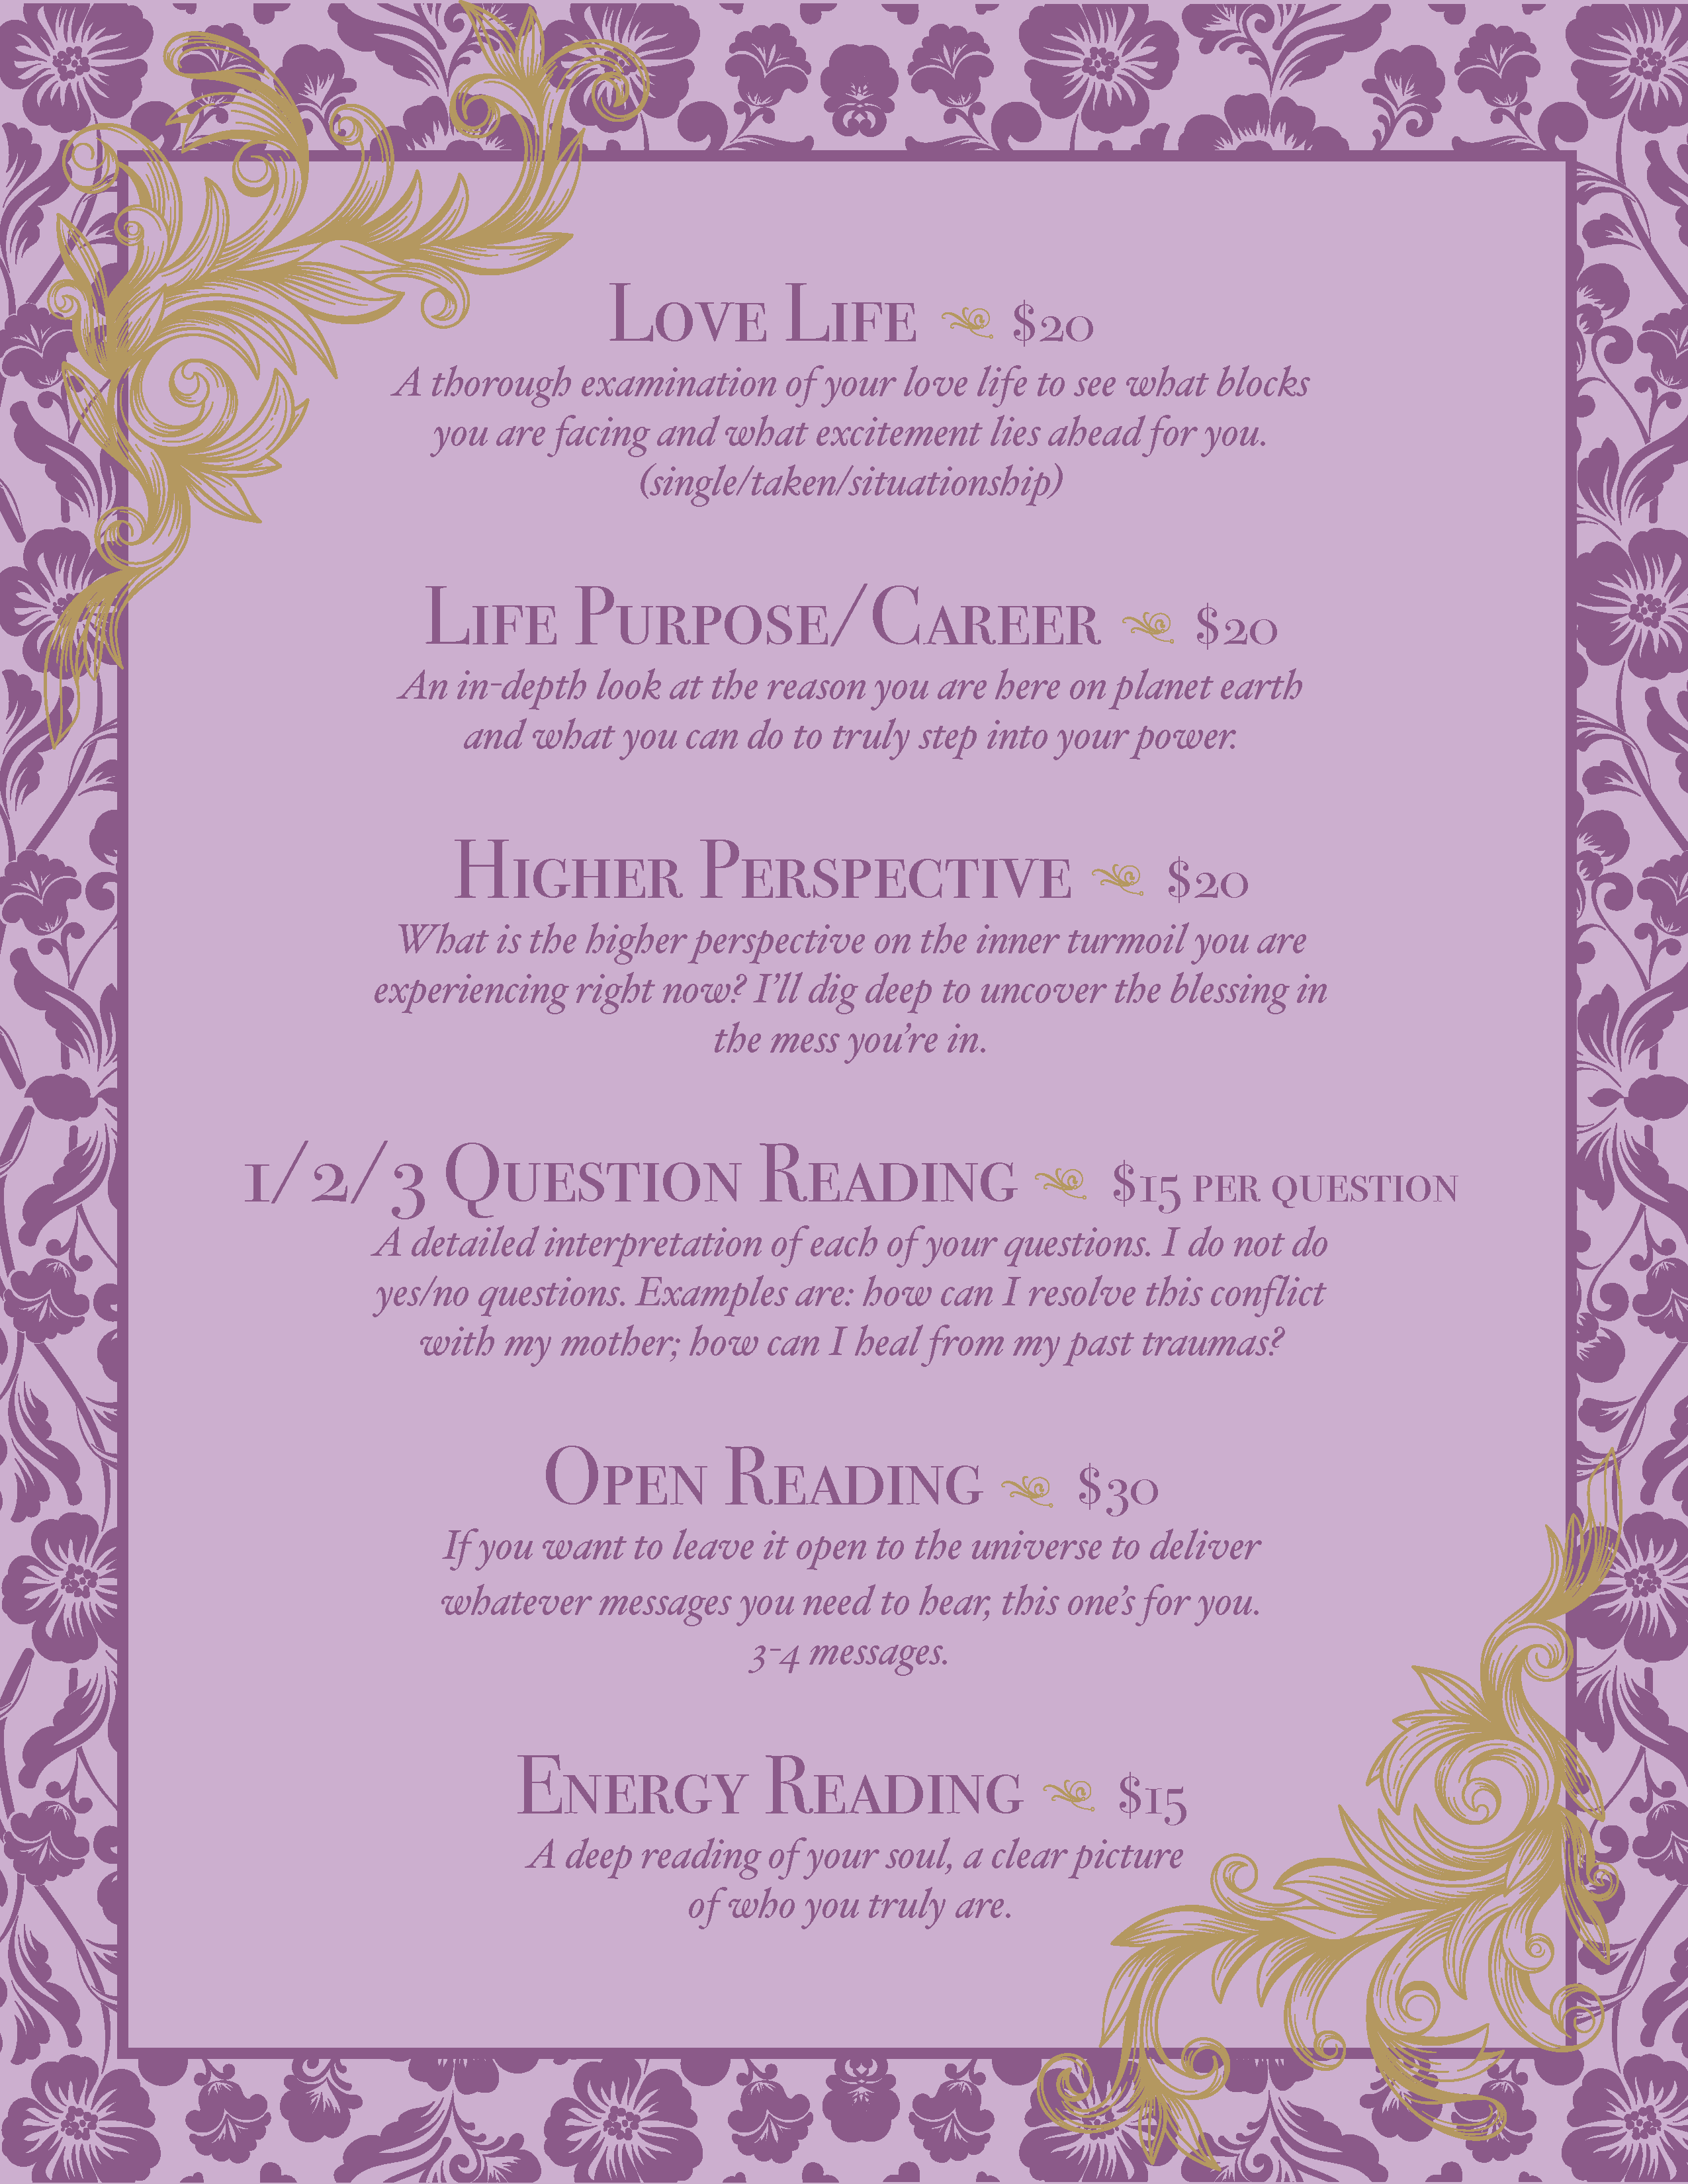 Love Life $20
A thorough examination of your love life to see what blocks
you are facing and what excitement lies ahead for you.
(single/taken/situationship)
Life Purpose/Career $20
An in-depth look at the reason you are here on planet earth
and what you can do to truly step into your power.
Higher Perspective $20
What is the higher perspective on the inner turmoil you are
experiencing right now? I’ll dig deep to uncover the blessing in
the mess you’re in.
1/2/3 Question Reading $15 per question
A detailed interpretation of each of your questions. I do not do
yes/no questions. Examples are: how can I resolve this conflict
with my mother; how can I heal from my past traumas?
Open Reading $30
If you want to leave it open to the universe to deliver
whatever messages you need to hear, this one’s for you.
3-4 messages.
Energy Reading $15
A deep reading of your soul, a clear picture
of who you truly are.